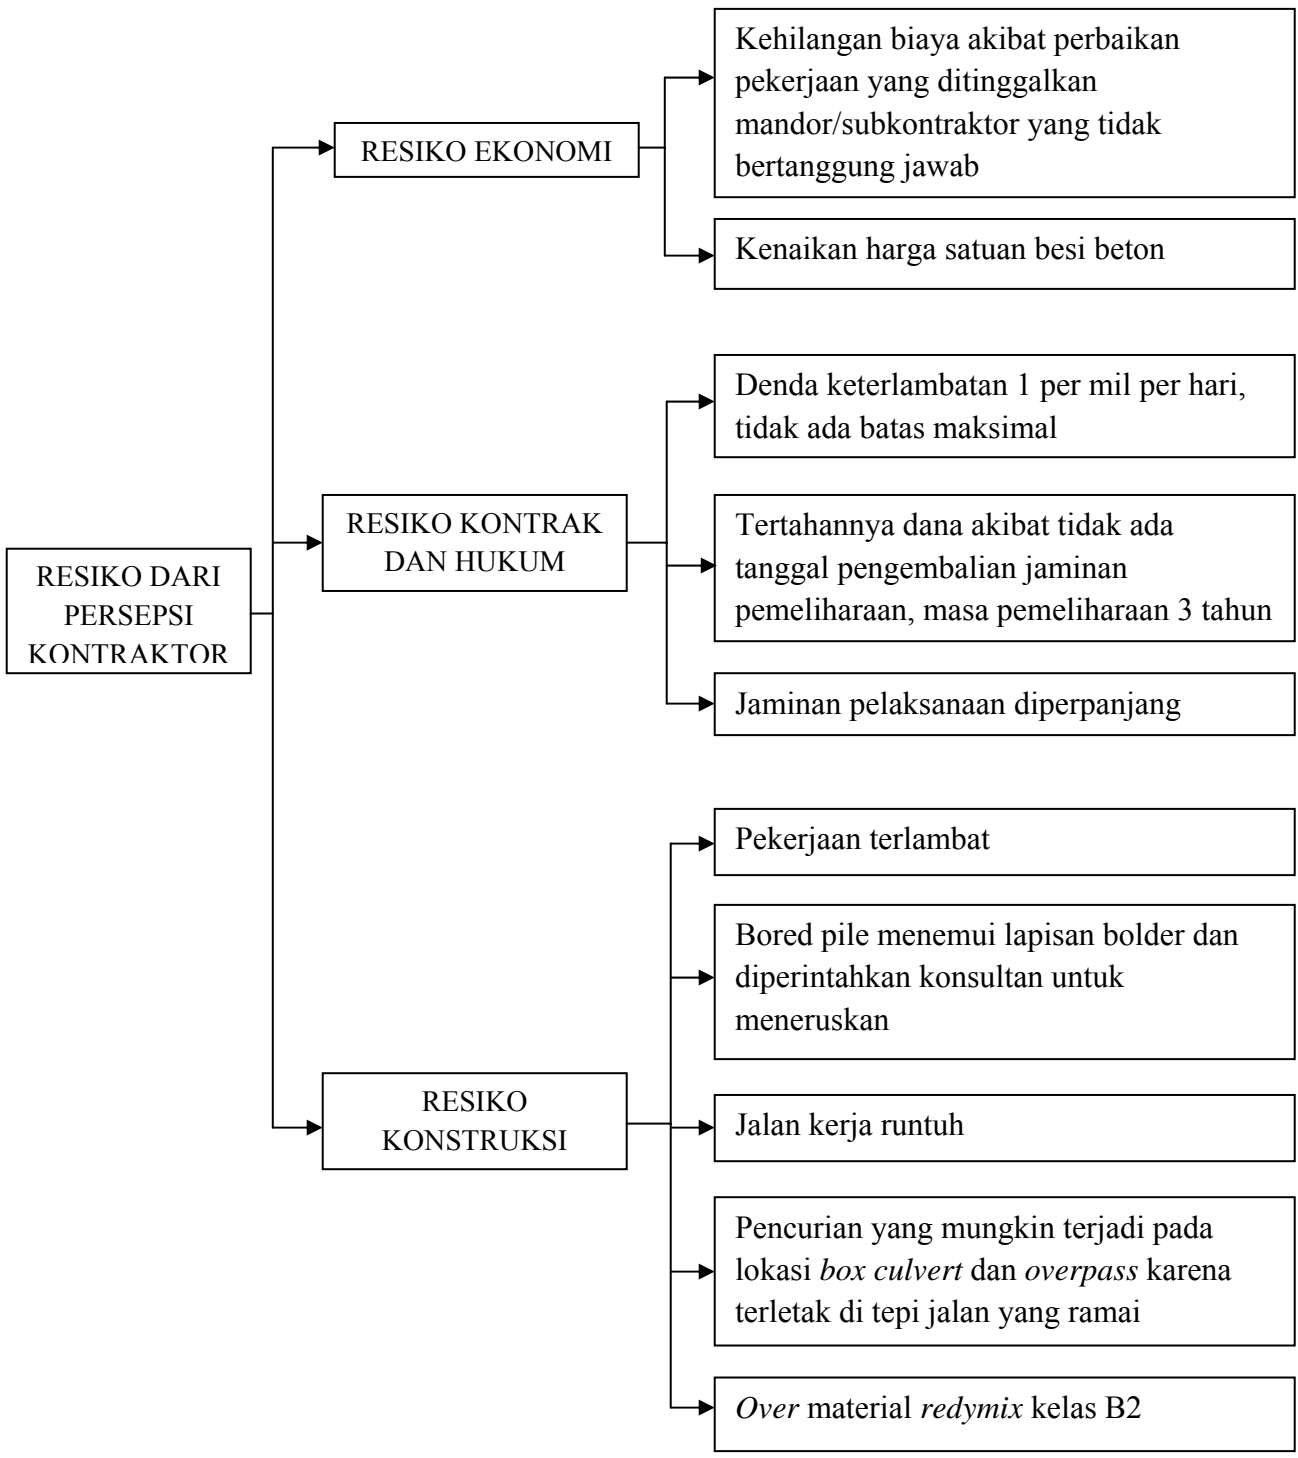 RESIKO DARI
PERSEPSI
KONTRAKTOR
RESIKO EKONOMI
Kehilangan biaya akibat perbaikan
pekerjaan yang ditinggalkan
mandor/subkontraktor yang tidak
bertanggung jawab
Kenaikan harga satuan besi beton
RESIKO KONTRAK
DAN HUKUM
Denda keterlambatan 1 per mil per hari,
tidak ada batas maksimal
Tertahannya dana akibat tidak ada
tanggal pengembalian jaminan
pemeliharaan, masa pemeliharaan 3 tahun
Jaminan pelaksanaan diperpanjang
RESIKO
KONSTRUKSI
Pekerjaan terlambat
Bored pile menemui lapisan bolder dan
diperintahkan konsultan untuk
meneruskan
Jalan kerja runtuh
Pencurian yang mungkin terjadi pada
lokasi box culvert dan overpass karena
terletak di tepi jalan yang ramai
Over material redymix kelas B2